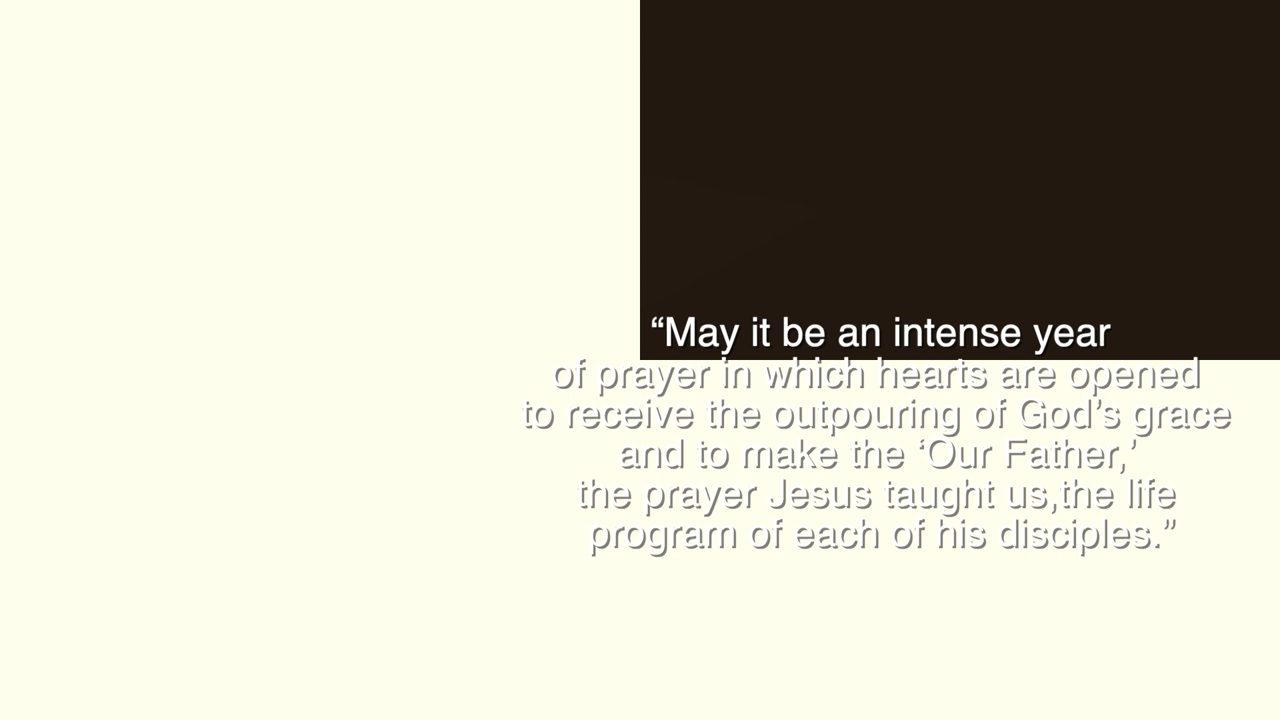 “May it be an intense year
of prayer in which hearts are opened
to receive the outpouring of God’s grace
and to make the ‘Our Father,’
the prayer Jesus taught us,the life
program of each of his disciples.”